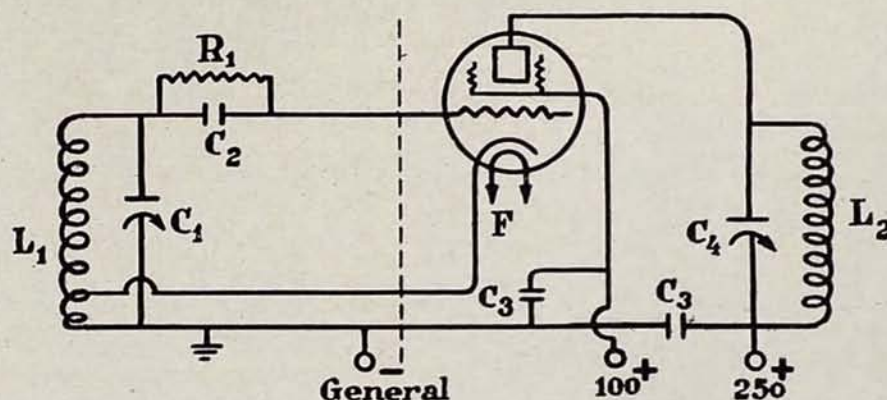 R₁
C₂
L₁
C₁
F
C₃
C₄
L₂
C₃
General
−
100 +
250 +